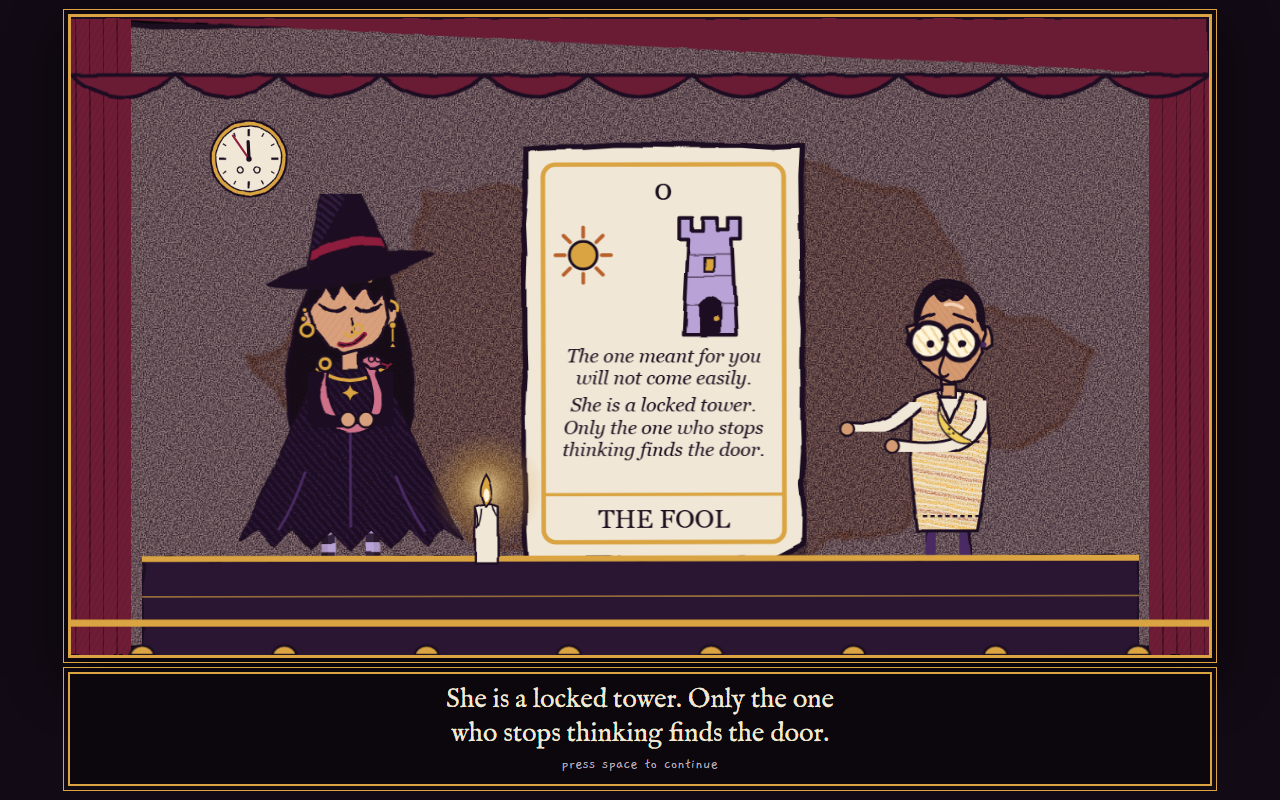 0
The one meant for you
will not come easily.
She is a locked tower.
Only the one who stops
thinking finds the door.
THE FOOL
She is a locked tower. Only the one
who stops thinking finds the door.
press space to continue